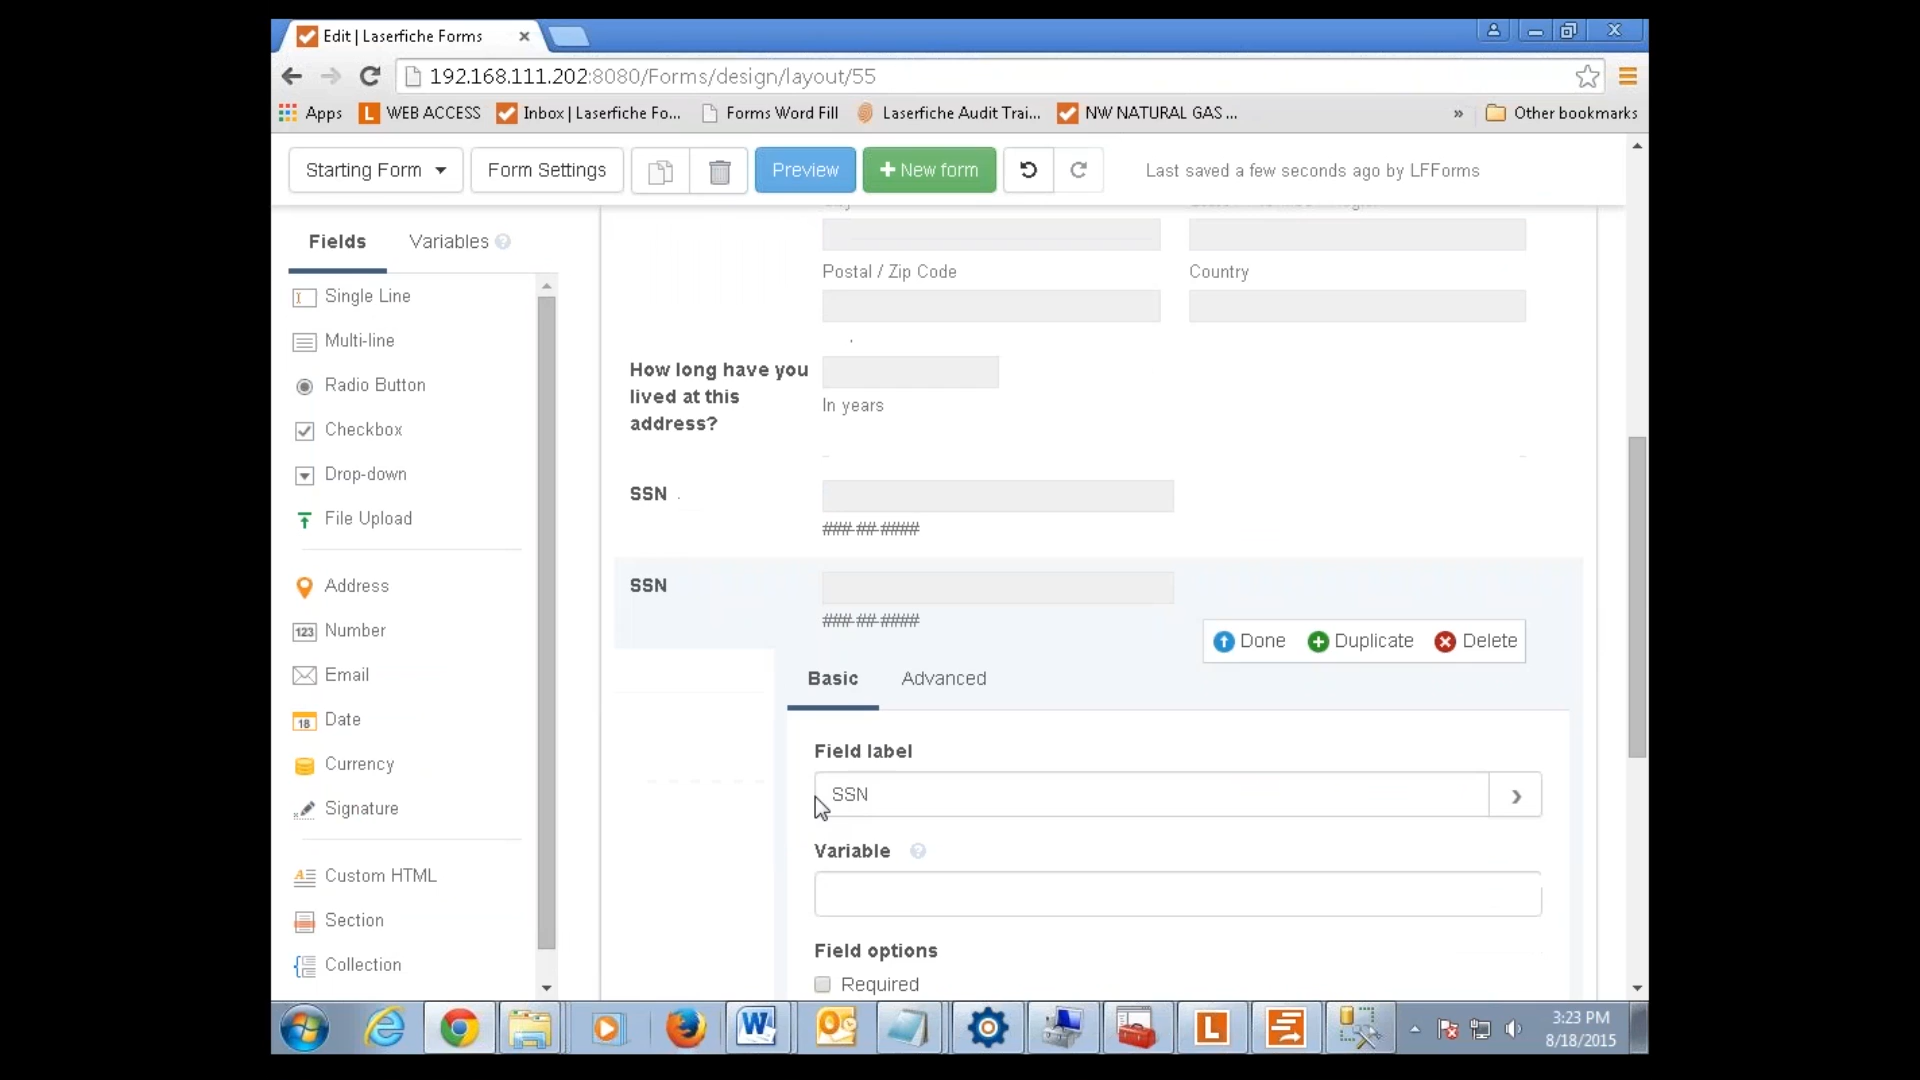 Edit | Laserfiche Forms
192.168.111.202:8080/Forms/design/layout/55
Apps
WEB ACCESS
Inbox | Laserfiche Fo...
Forms Word Fill
Laserfiche Audit Trai...
NW NATURAL GAS ...
»
Other bookmarks
Starting Form
Form Settings
Preview
+ New form
Last saved a few seconds ago by LFForms
Fields
Variables ?
Single Line
Multi-line
Radio Button
Checkbox
Drop-down
File Upload
Address
123 Number
Email
18 Date
Currency
Signature
Custom HTML
Section
Collection
Postal / Zip Code
Country
How long have you
lived at this
address?
In years
SSN
###-##-####
SSN
###-##-####
Done
Duplicate
Delete
Basic
Advanced
Field label
SSN
Variable ?
Field options
Required
3:23 PM
8/18/2015